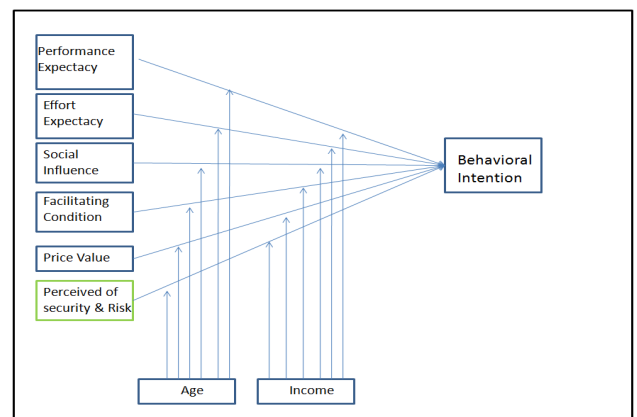 Performance
Expectacy
Effort
Expectacy
Social
Influence
Facilitating
Condition
Price Value
Perceived of
security & Risk
Behavioral
Intention
Age
Income